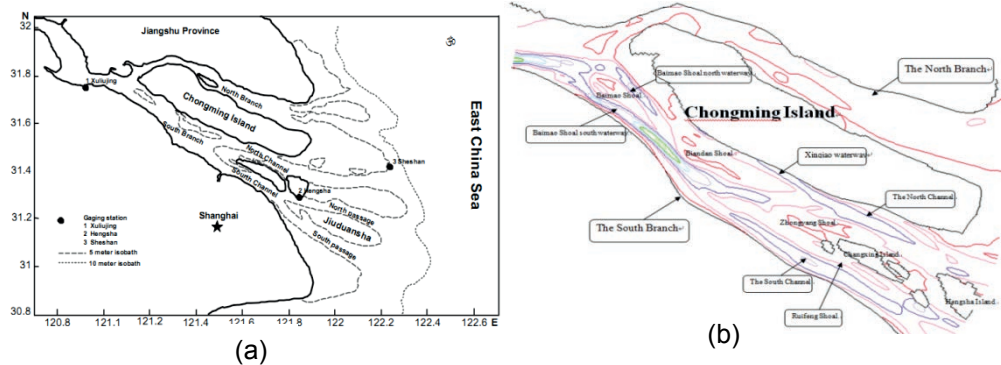 N
32
31.8
31.6
31.4
31.2
31
30.8
120.8
121.1
121.2
121.4
121.6
121.8
122
122.2
122.4
122.6 E
Jiangshu Province
1 Xuliujing
North Branch
Chongming Island
South Branch
North Channel
3 Sheshan
South Channel
2 Hengsha
North passage
Shanghai
Jiuduansha
South passage
East China Sea
Gaging station
1 Xuliujing
2 Hengsha
3 Sheshan
5 meter isobath
10 meter isobath
(a)
Baimao Shoal north waterway
The North Branch
Baimao Shoal
Chongming Island
Baimao Shoal south waterway
Biandan Shoal
Xinqiao waterway
The North Channel
Zhongyang Shoal
The South Branch
Changxing Island
The South Channel
Hengsha Island
Ruifeng Shoal
(b)